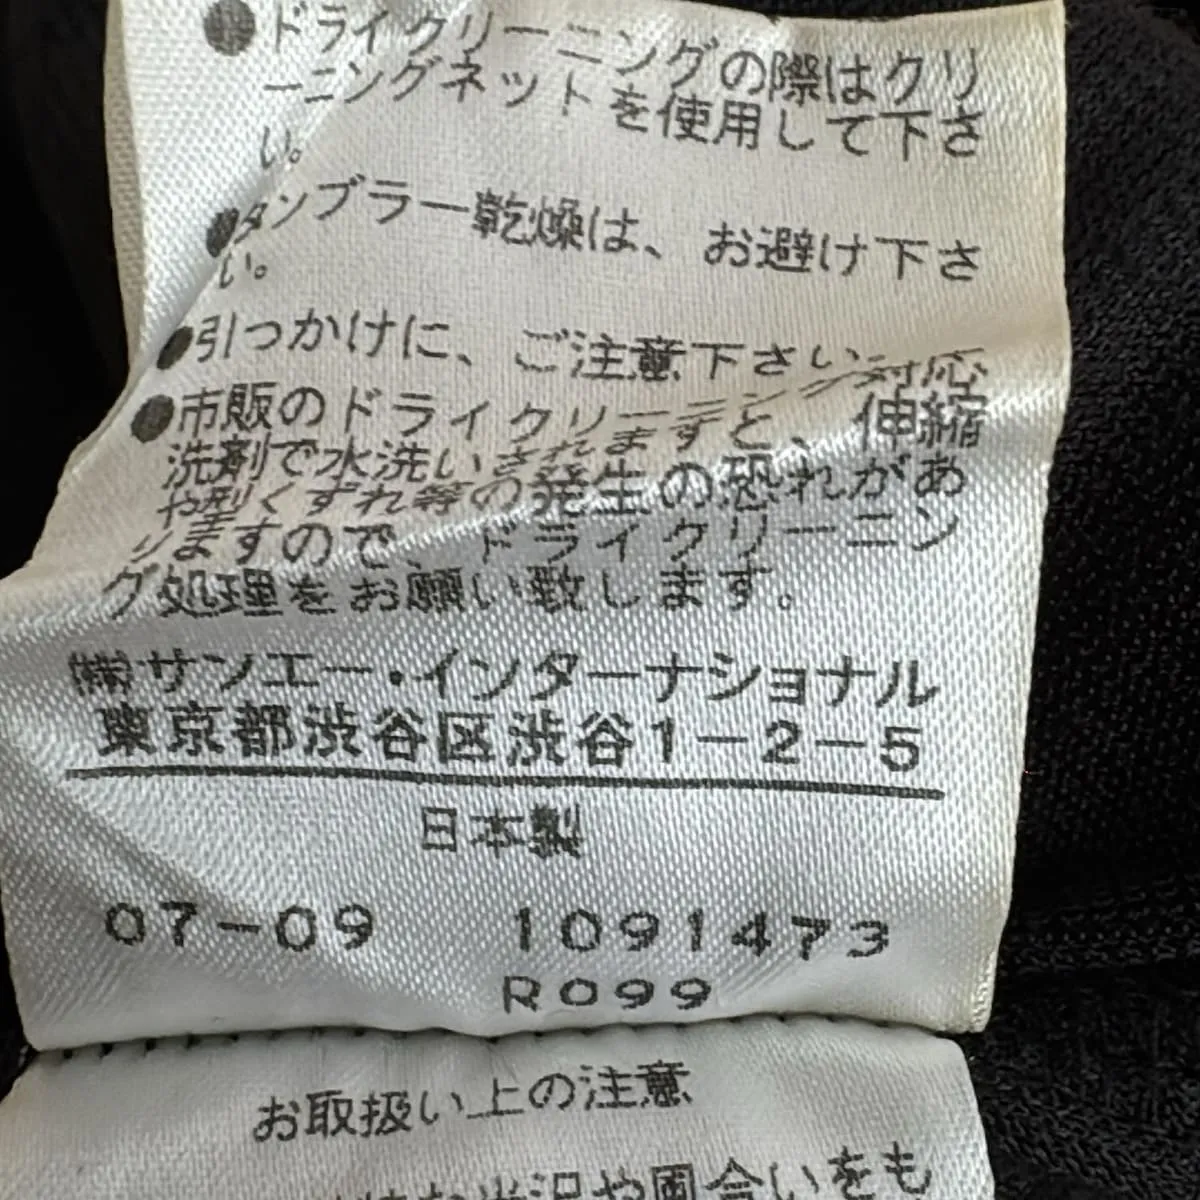 ●ドライクリーニングの際はクリ
ーニングネットを使用して下さ
い。
●タンブラー乾燥は、お避け下さ
い。
●引っかけに、ご注意下さい
●市販のドライクリーニング対応
洗剤で水洗いされますと、伸縮
や型くずれ等の発生の恐れがあ
りますので、ドライクリーニン
グ処理をお願い致します。
㈱サンエー・インターナショナル
東京都渋谷区渋谷1-2-5
日本製
07-09 1091473
R099
お取扱い上の注意
光沢や風合いをも